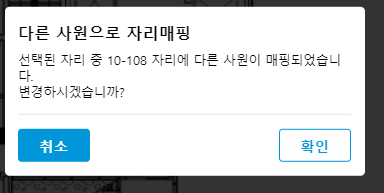 다른 사원으로 자리매핑
선택된 자리 중 10-108 자리에 다른 사원이 매핑되었습니
다.
변경하시겠습니까?
취소
확인